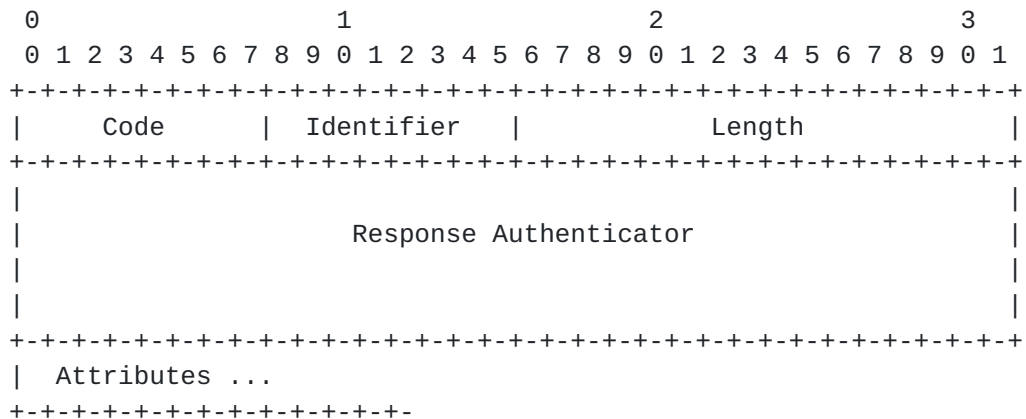 0                   1                   2                   3
 0 1 2 3 4 5 6 7 8 9 0 1 2 3 4 5 6 7 8 9 0 1 2 3 4 5 6 7 8 9 0 1
+-+-+-+-+-+-+-+-+-+-+-+-+-+-+-+-+-+-+-+-+-+-+-+-+-+-+-+-+-+-+-+-+
|     Code      |  Identifier   |            Length             |
+-+-+-+-+-+-+-+-+-+-+-+-+-+-+-+-+-+-+-+-+-+-+-+-+-+-+-+-+-+-+-+-+
|                                                               |
|                     Response Authenticator                    |
|                                                               |
|                                                               |
+-+-+-+-+-+-+-+-+-+-+-+-+-+-+-+-+-+-+-+-+-+-+-+-+-+-+-+-+-+-+-+-+
|  Attributes ...
+-+-+-+-+-+-+-+-+-+-+-+-+-